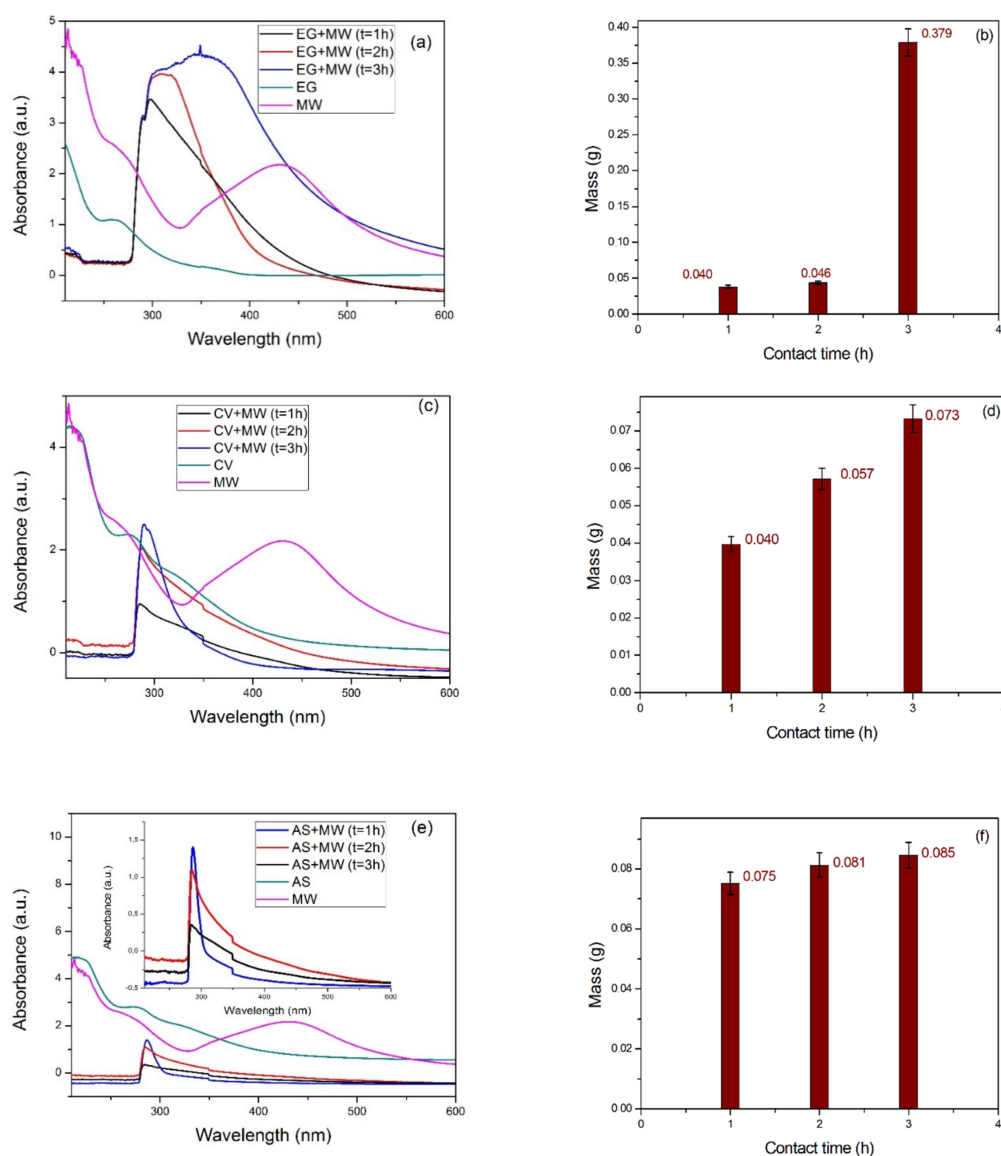 (a)
EG+MW (t=1h)
EG+MW (t=2h)
EG+MW (t=3h)
EG
MW
5
4
3
2
1
0
Absorbance (a.u.)
300 400 500 600
Wavelength (nm)
(b)
0.40
0.35
0.30
0.25
0.20
0.15
0.10
0.05
0.00
Mass (g)
0.040
0.046
0.379
0 1 2 3 4
Contact time (h)
(c)
CV+MW (t=1h)
CV+MW (t=2h)
CV+MW (t=3h)
CV
MW
4
2
0
Absorbance (a.u.)
300 400 500 600
Wavelength (nm)
(d)
0.07
0.06
0.05
0.04
0.03
0.02
0.01
0.00
Mass (g)
0.040
0.057
0.073
0 1 2 3
Contact time (h)
(e)
AS+MW (t=1h)
AS+MW (t=2h)
AS+MW (t=3h)
AS
MW
10
8
6
4
2
0
Absorbance (a.u.)
1,5
1,0
0,5
0,0
-0,5
Absorbance (a.u.)
300 400 500 600
Wavelength (nm)
300 400 500 600
Wavelength (nm)
(f)
0.08
0.06
0.04
0.02
0.00
Mass (g)
0.075
0.081
0.085
0 1 2 3 4
Contact time (h)